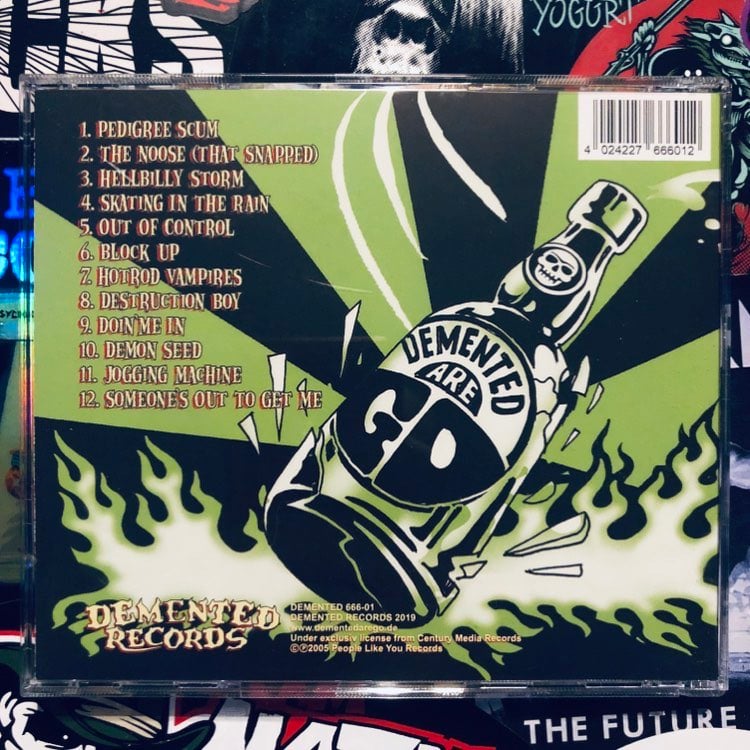 YOGURT
1. PEDIGREE SCUM
2. THE NOOSE (THAT SNAPPED)
3. HELLBILLY STORM
4. SKATING IN THE RAIN
5. OUT OF CONTROL
6. BLOCK UP
7. HOTROD VAMPIRES
8. DESTRUCTION BOY
9. DOIN'ME IN
10. DEMON SEED
11. JOGGING MACHINE
12. SOMEONE'S OUT TO GET ME
4 024227 666012
DEMENTED
ARE
GO
DEMENTED
RECORDS
DEMENTED 666-01
DEMENTED RECORDS 2019
www.dementedarego.de
Under exclusiv license from Century Media Records
©℗2005 People Like You Records
THE FUTURE